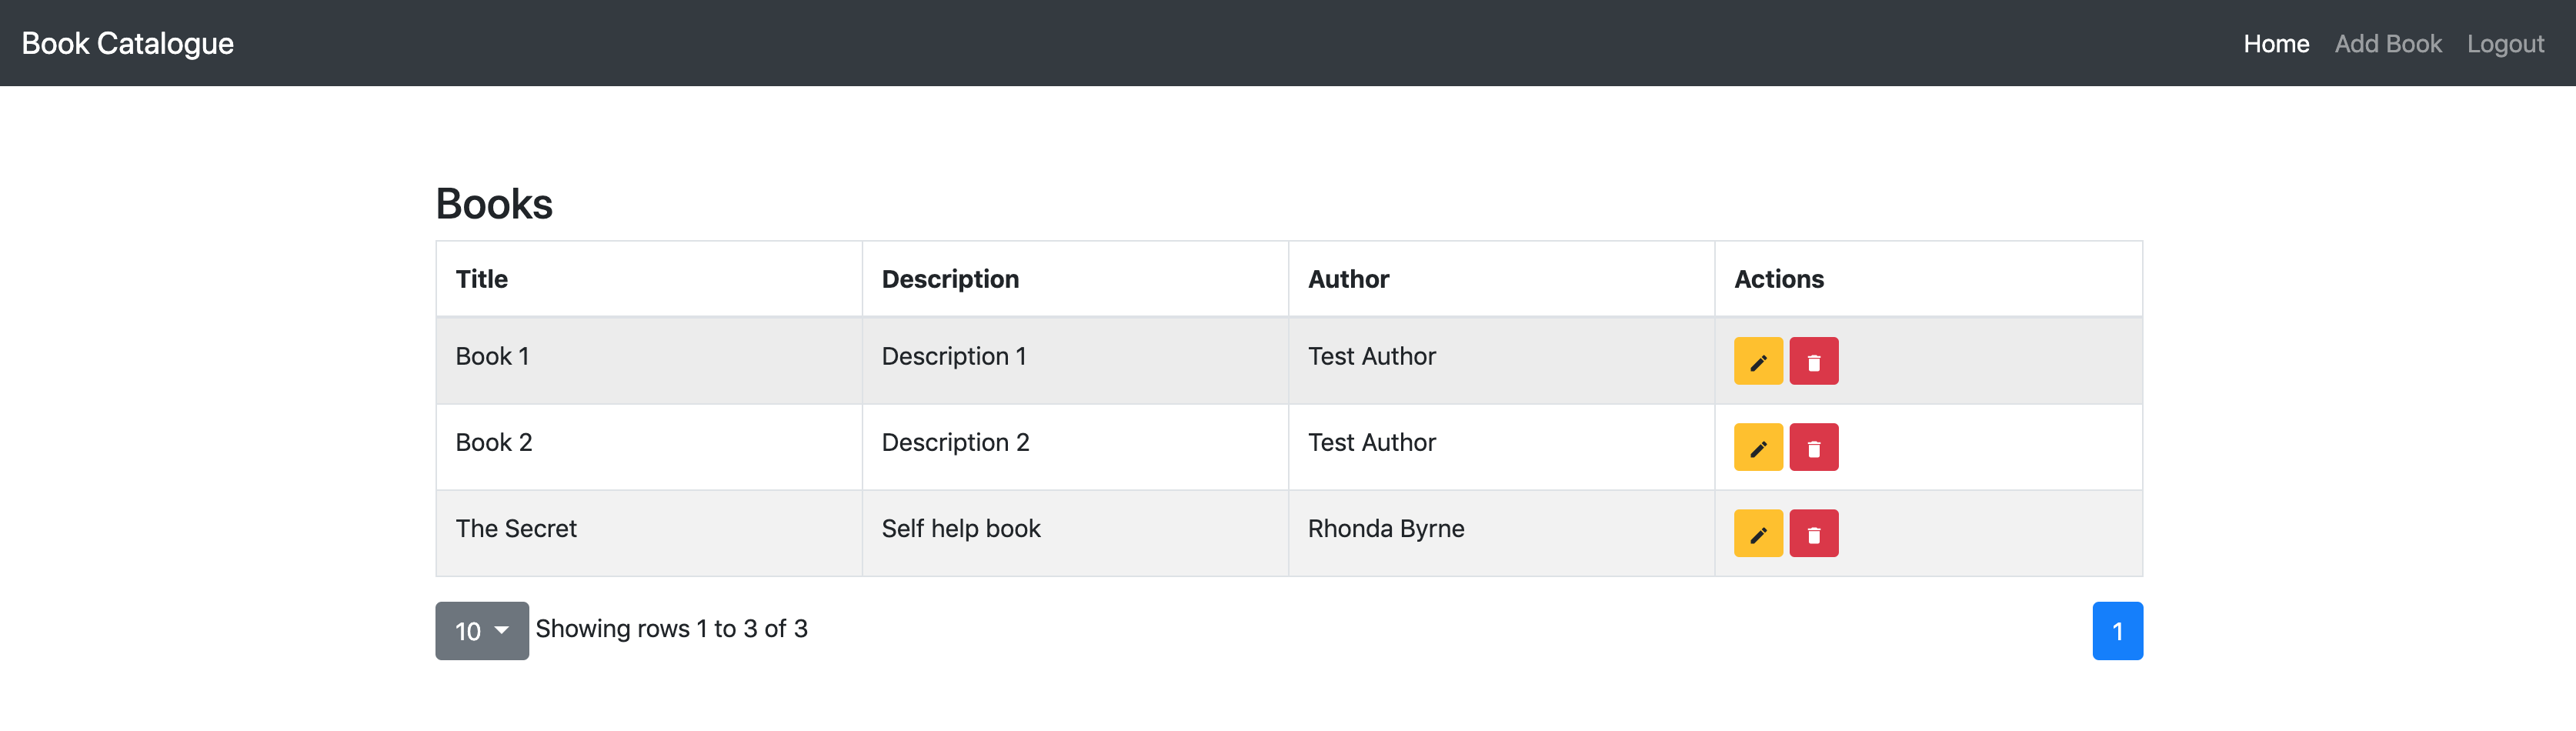 Book Catalogue Home Add Book Logout
Books
Title Description Author Actions
Book 1 Description 1 Test Author
Book 2 Description 2 Test Author
The Secret Self help book Rhonda Byrne
10 Showing rows 1 to 3 of 3 1